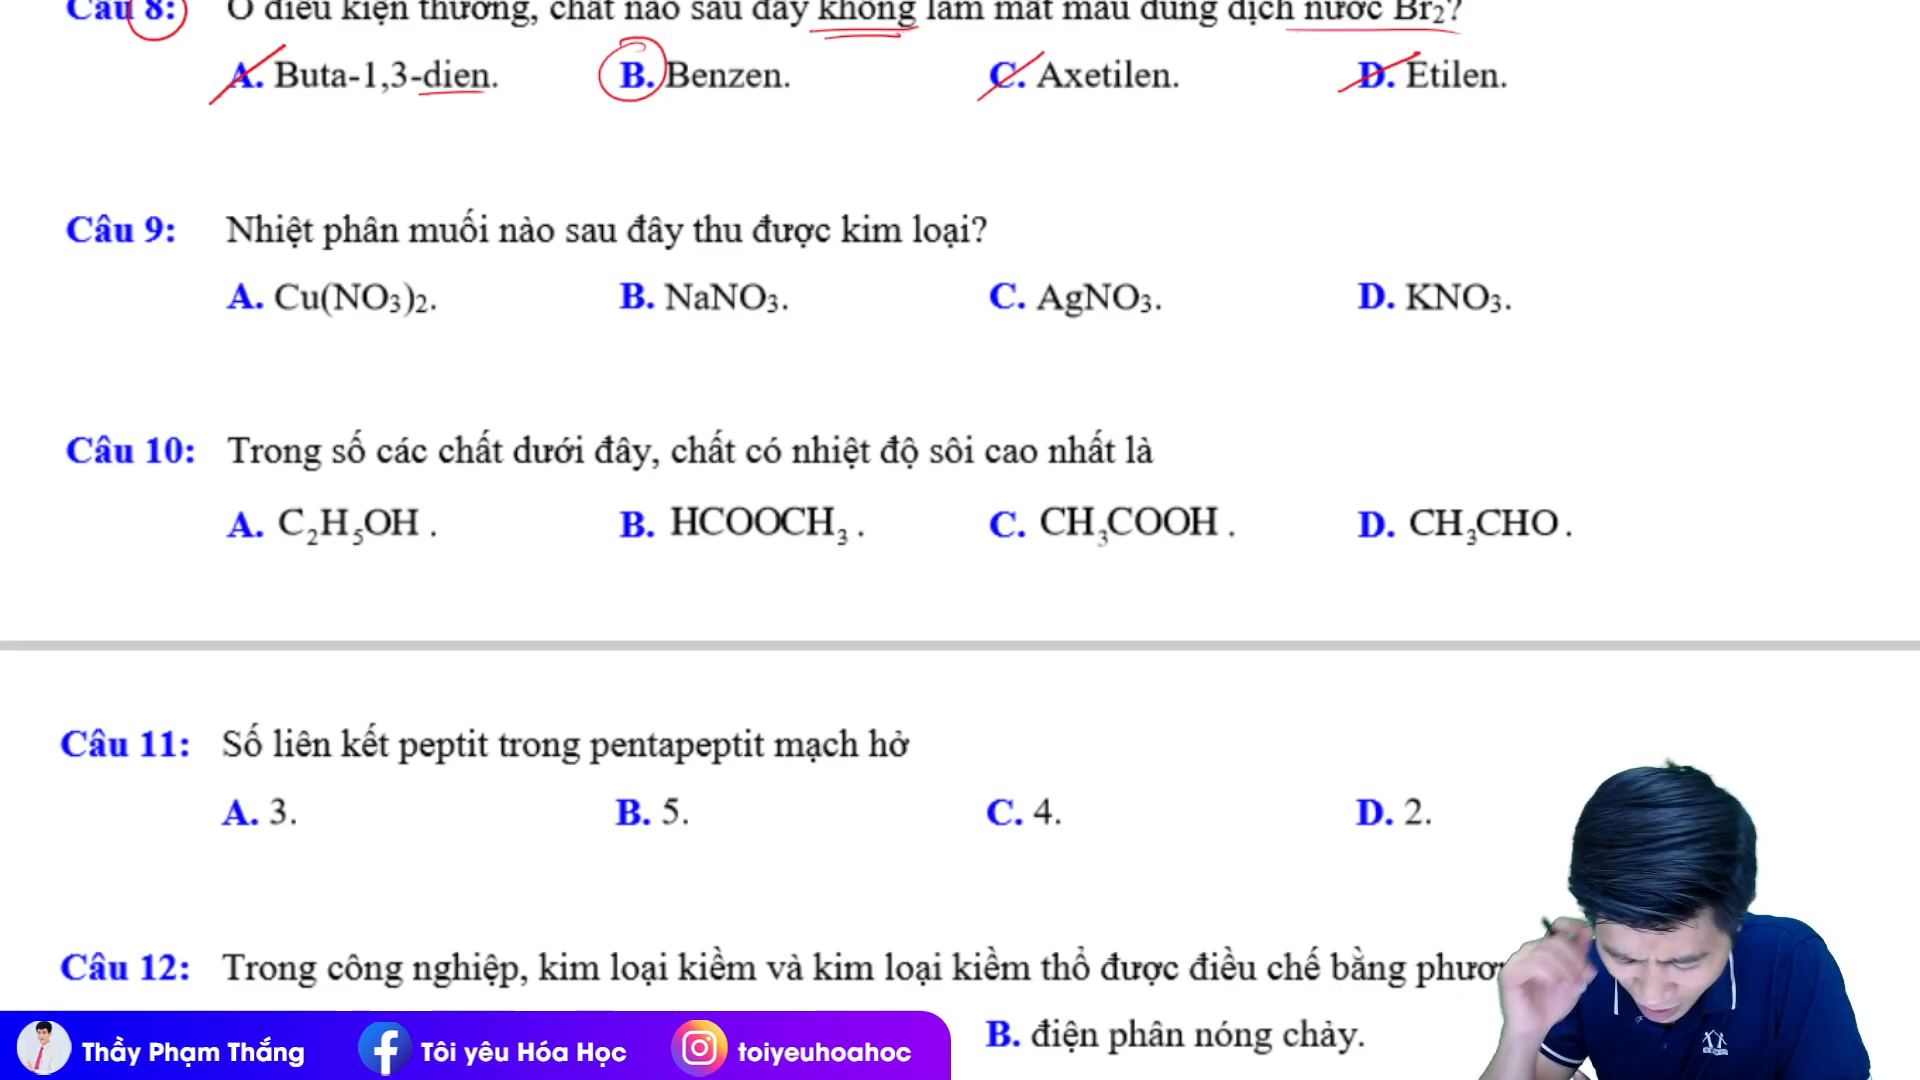 Câu 8: Ở điều kiện thường, chất nào sau đây không làm mất màu dung dịch nước Br₂?
A. Buta-1,3-dien. B. Benzen. C. Axetilen. D. Etilen.
Câu 9: Nhiệt phân muối nào sau đây thu được kim loại?
A. Cu(NO₃)₂. B. NaNO₃. C. AgNO₃. D. KNO₃.
Câu 10: Trong số các chất dưới đây, chất có nhiệt độ sôi cao nhất là
A. C₂H₅OH . B. HCOOCH₃ . C. CH₃COOH . D. CH₃CHO .
Câu 11: Số liên kết peptit trong pentapeptit mạch hở
A. 3. B. 5. C. 4. D. 2.
Câu 12: Trong công nghiệp, kim loại kiềm và kim loại kiềm thổ được điều chế bằng
B. điện phân nóng chảy.
Thầy Phạm Thắng Tôi yêu Hóa Học toiyeuhoahoc